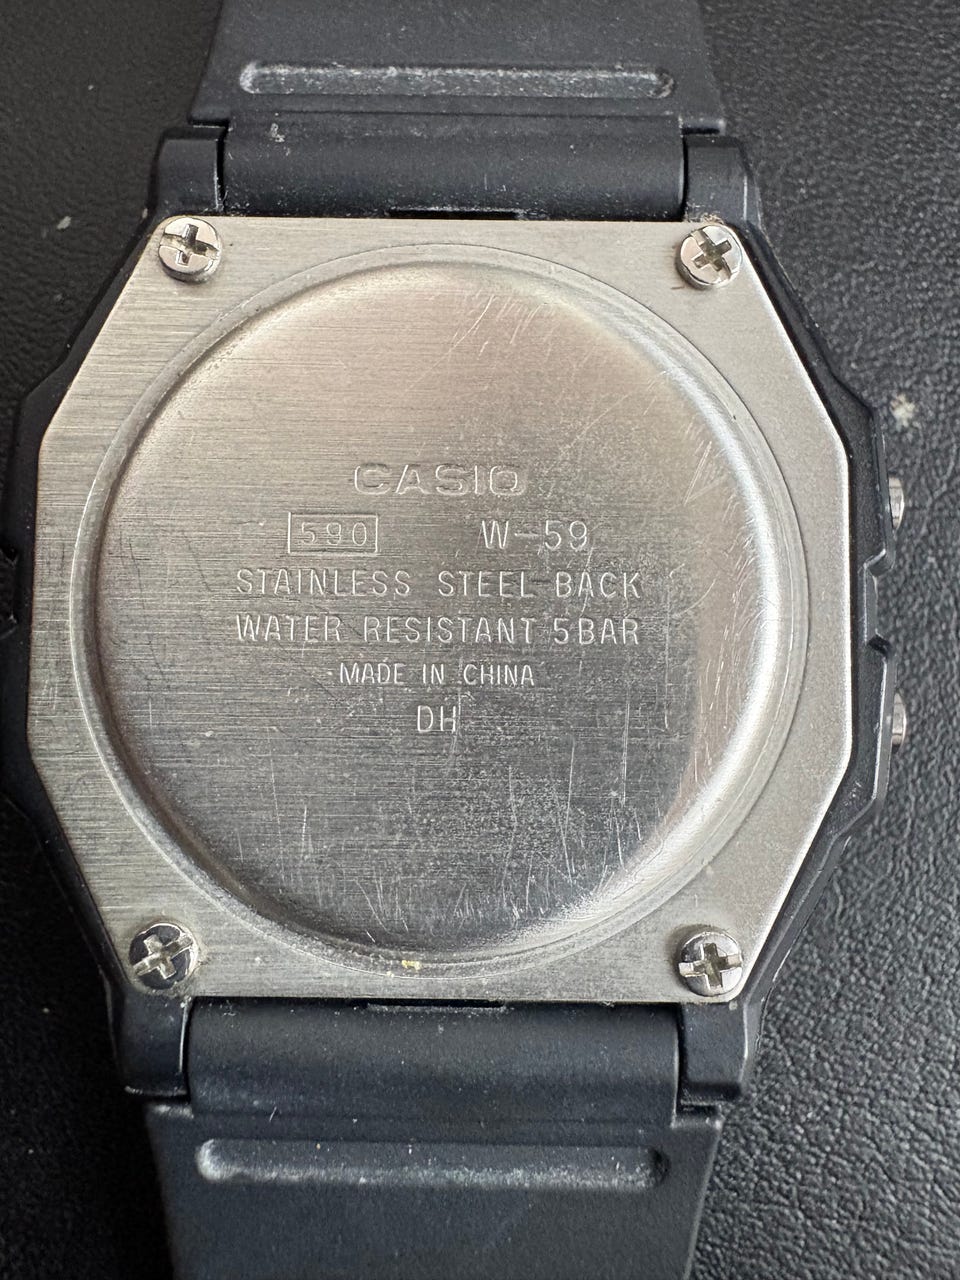 CASIO
590 W-59
STAINLESS STEEL BACK
WATER RESISTANT 5BAR
MADE IN CHINA
DH